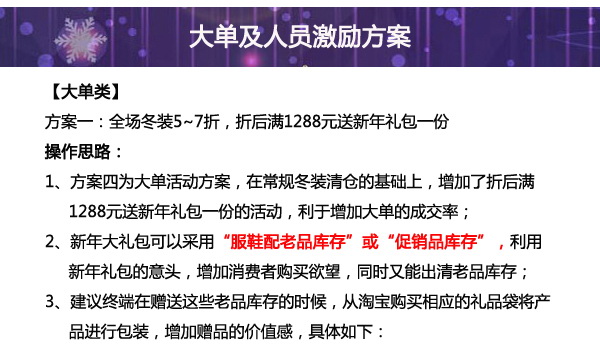 大单及人员激励方案
【大单类】
方案一：全场冬装5~7折，折后满1288元送新年礼包一份
操作思路：
1、方案四为大单活动方案，在常规冬装清仓的基础上，增加了折后满
1288元送新年礼包一份的活动，利于增加大单的成交率；
2、新年大礼包可以采用“服鞋配老品库存”或“促销品库存”，利用
新年礼包的意头，增加消费者购买欲望，同时又能出清老品库存；
3、建议终端在赠送这些老品库存的时候，从淘宝购买相应的礼品袋将产
品进行包装，增加赠品的价值感，具体如下：